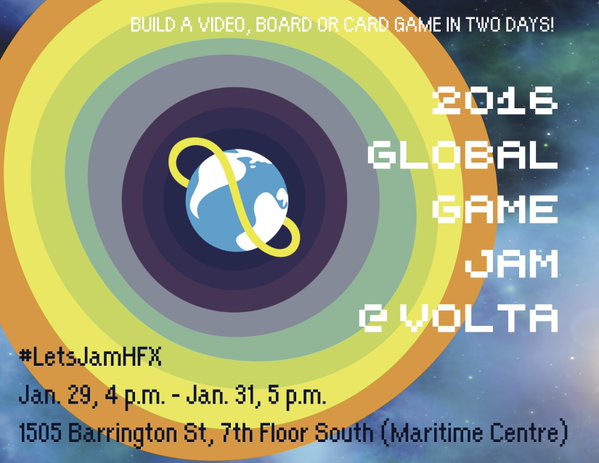 BUILD A VIDEO, BOARD OR CARD GAME IN TWO DAYS!
2016
GLOBAL
GAME
JAM
@ VOLTA
#LetsJamHFX
Jan. 29, 4 p.m. - Jan. 31, 5 p.m.
1505 Barrington St, 7th Floor South (Maritime Centre)